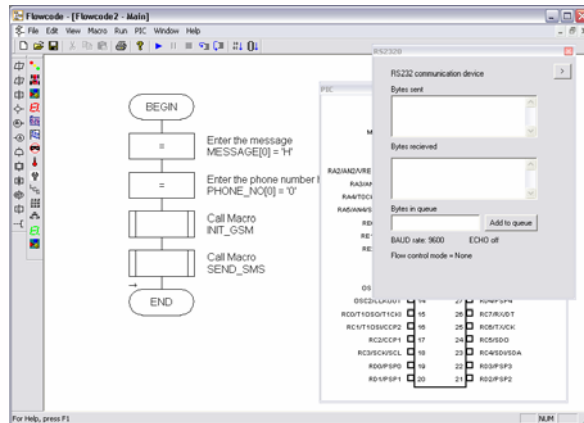 Flowcode - [Flowcode2 - Main]
File Edit View Macro Run PIC Window Help
BEGIN
=
Enter the message
MESSAGE[0] = 'H'
=
Enter the phone number h
PHONE_NO[0] = '0'
Call Macro
INIT_GSM
Call Macro
SEND_SMS
END
PIC
RA2/AN2/VRE
RA4/T0C
OSC2/CLKOUT 14
RC0/T1OSO/T1CKI 15
RC1/T1OSI/CCP2 16
RC2/CCP1 17
RC3/SCK/SCL 18
RD0/PSP0 19
RD1/PSP1 20
27 RD4/PSP4
26 RC7/RX/DT
25 RC6/TX/CK
24 RC5/SDO
23 RC4/SDI/SDA
22 RD3/PSP3
21 RD2/PSP2
RS2320
RS232 communication device
>
Bytes sent
Bytes recieved
Bytes in queue
Add to queue
BAUD rate: 9600 ECHO off
Flow control mode = None
For Help, press F1
NUM